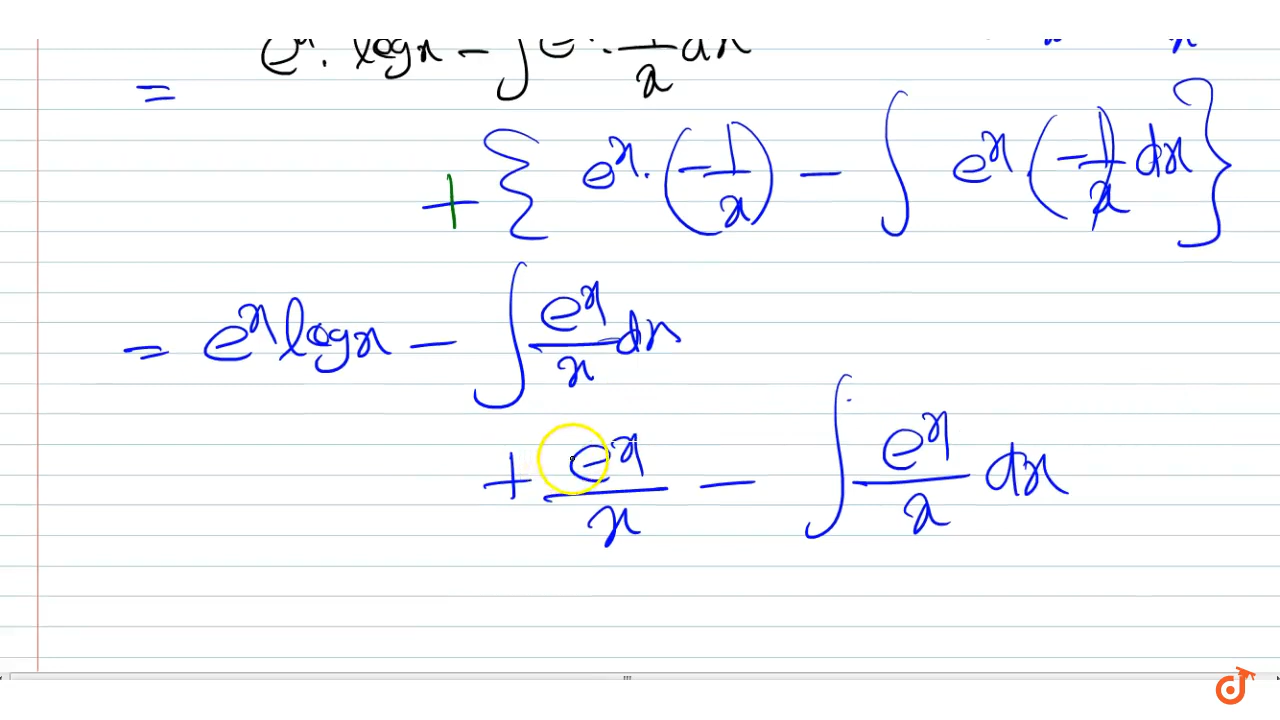 e^x . log x - ∫ e^x . 1/x dx
=
+ { e^x . (-1/x) - ∫ e^x . (-1/x dx }
= e^x log x - ∫ e^x/x dx
+ e^x/x - ∫ e^x/x dx